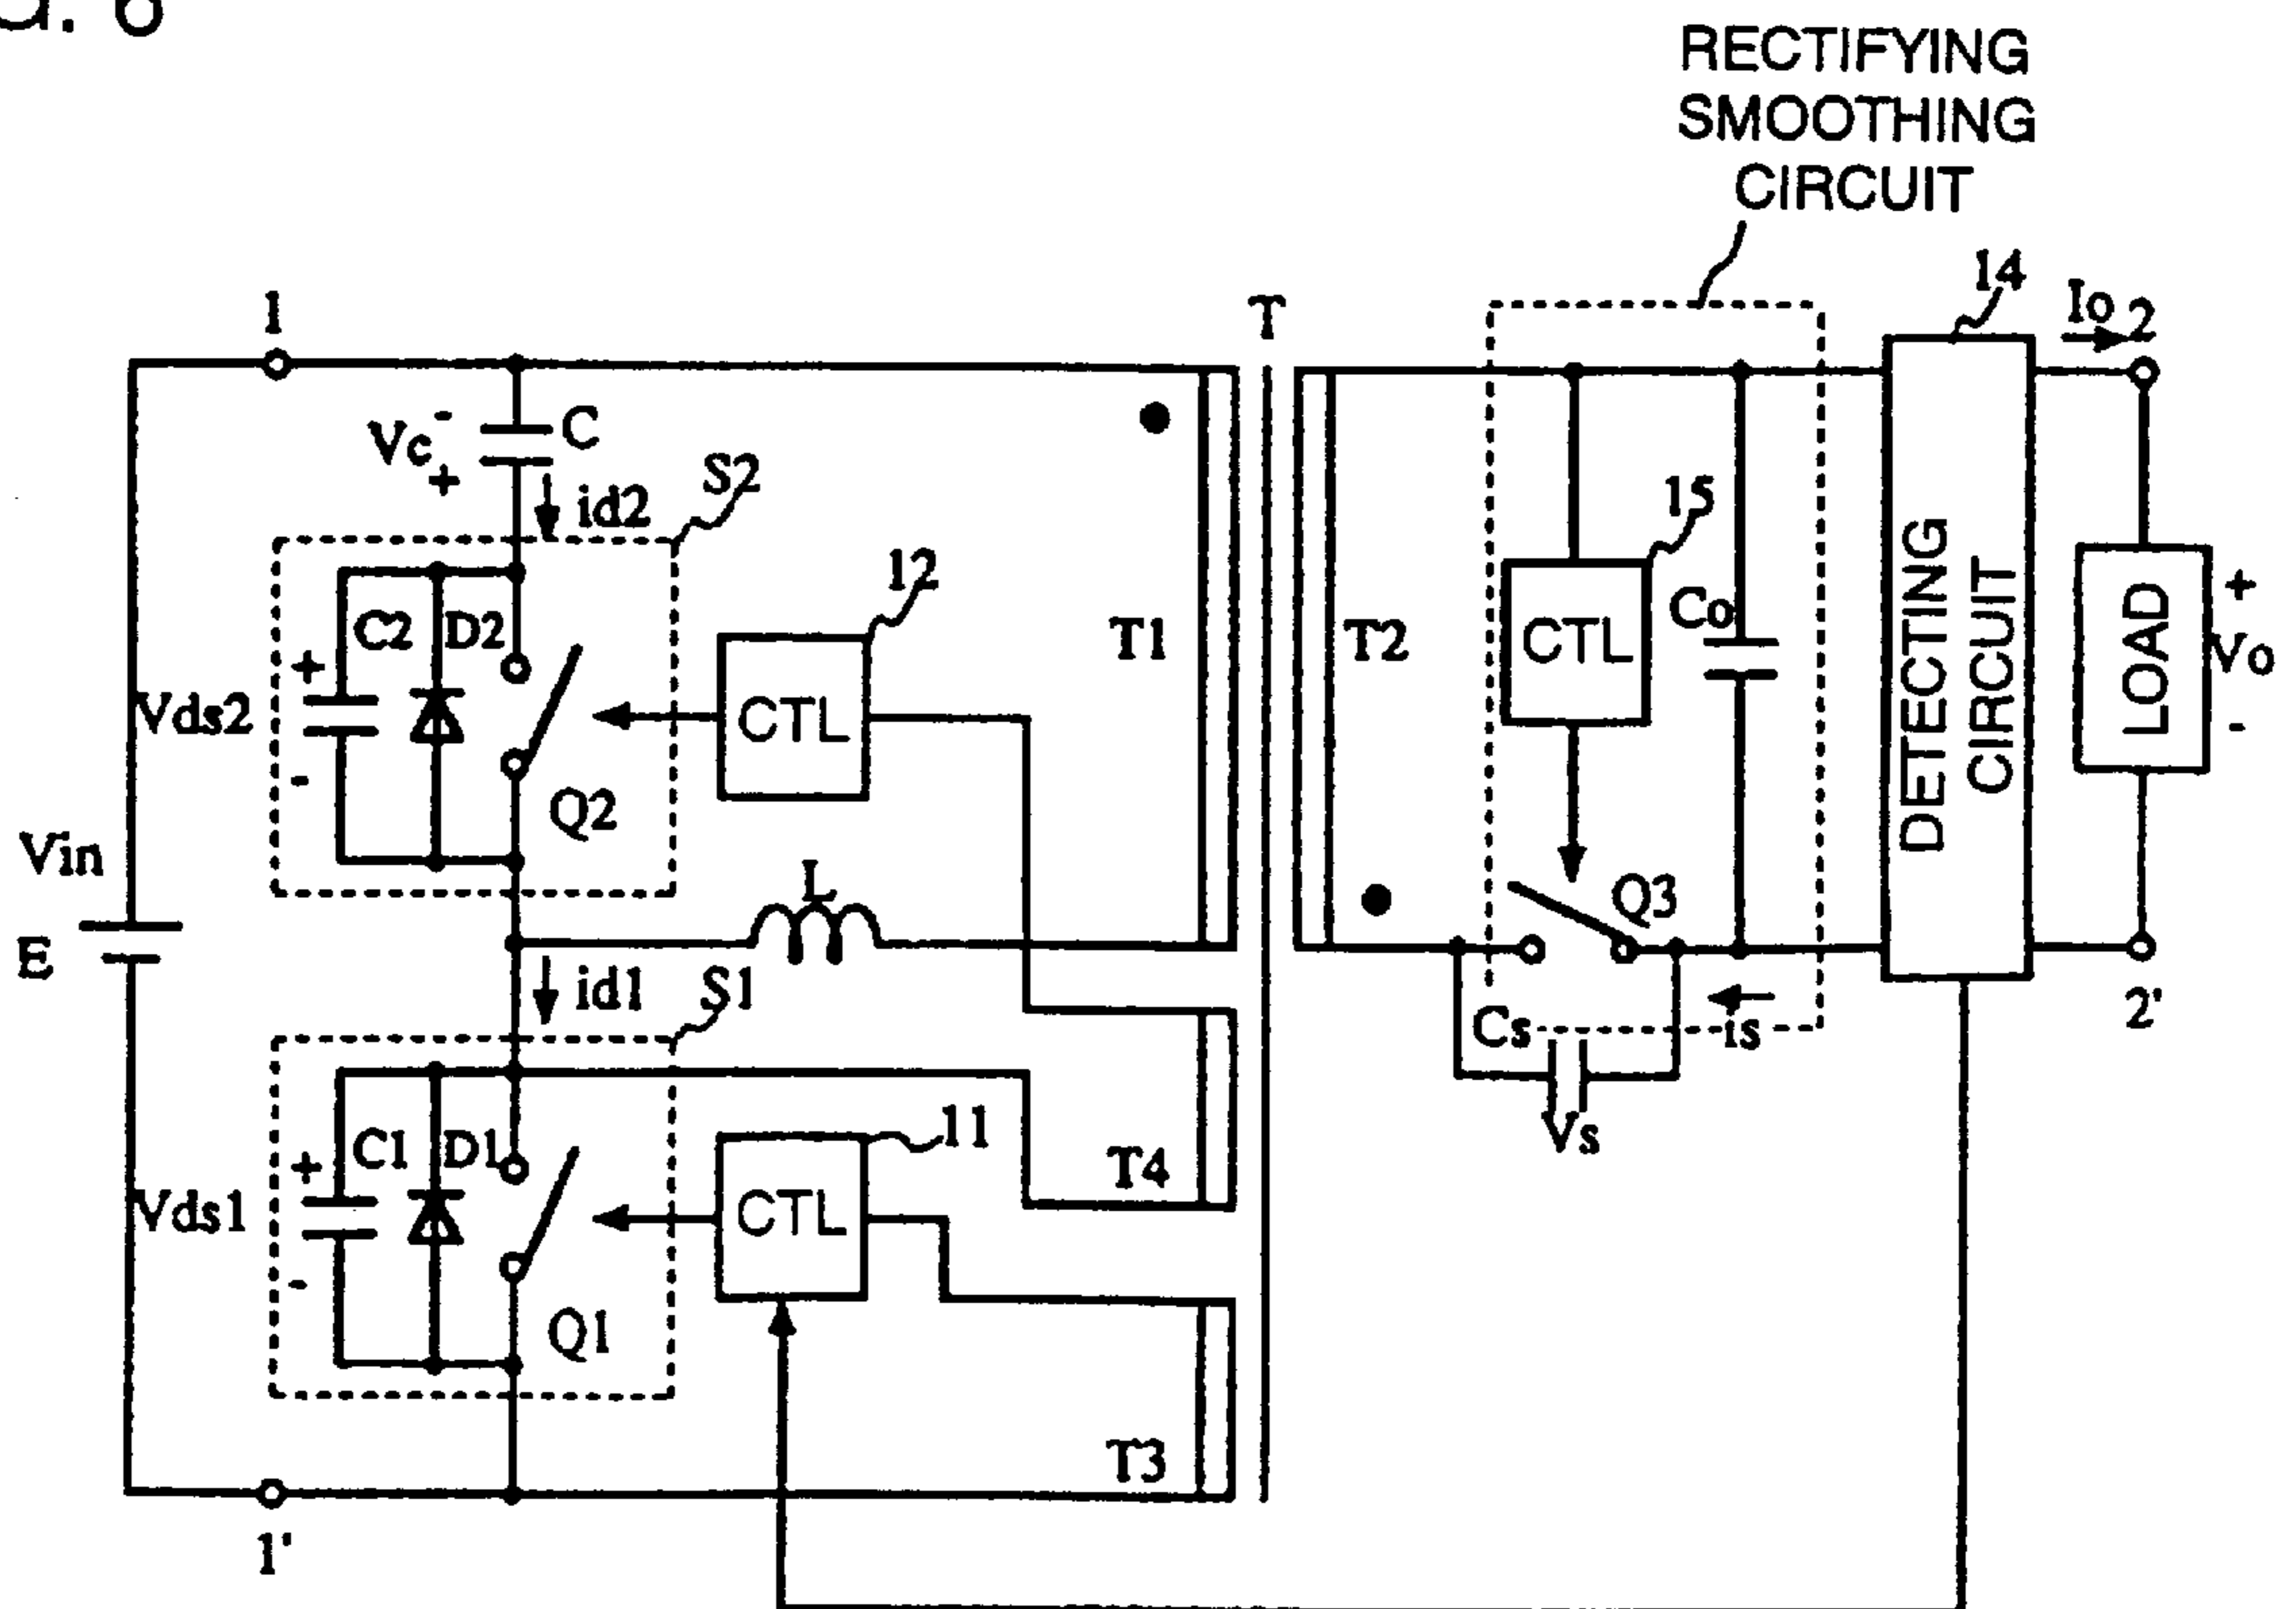 G. 6
RECTIFYING
SMOOTHING
CIRCUIT
1
T
14
Io
2
Vc
-
+
C
id2
S2
12
15
C2
D2
+
Vds2
-
CTL
T1
T2
CTL
Co
DETECTING
CIRCUIT
LOAD
+
Vo
-
Q2
Vin
E
L
Q3
id1
S1
Cs
is
2'
Vs
C1
D1
+
Vds1
-
CTL
11
T4
Q1
T3
1'